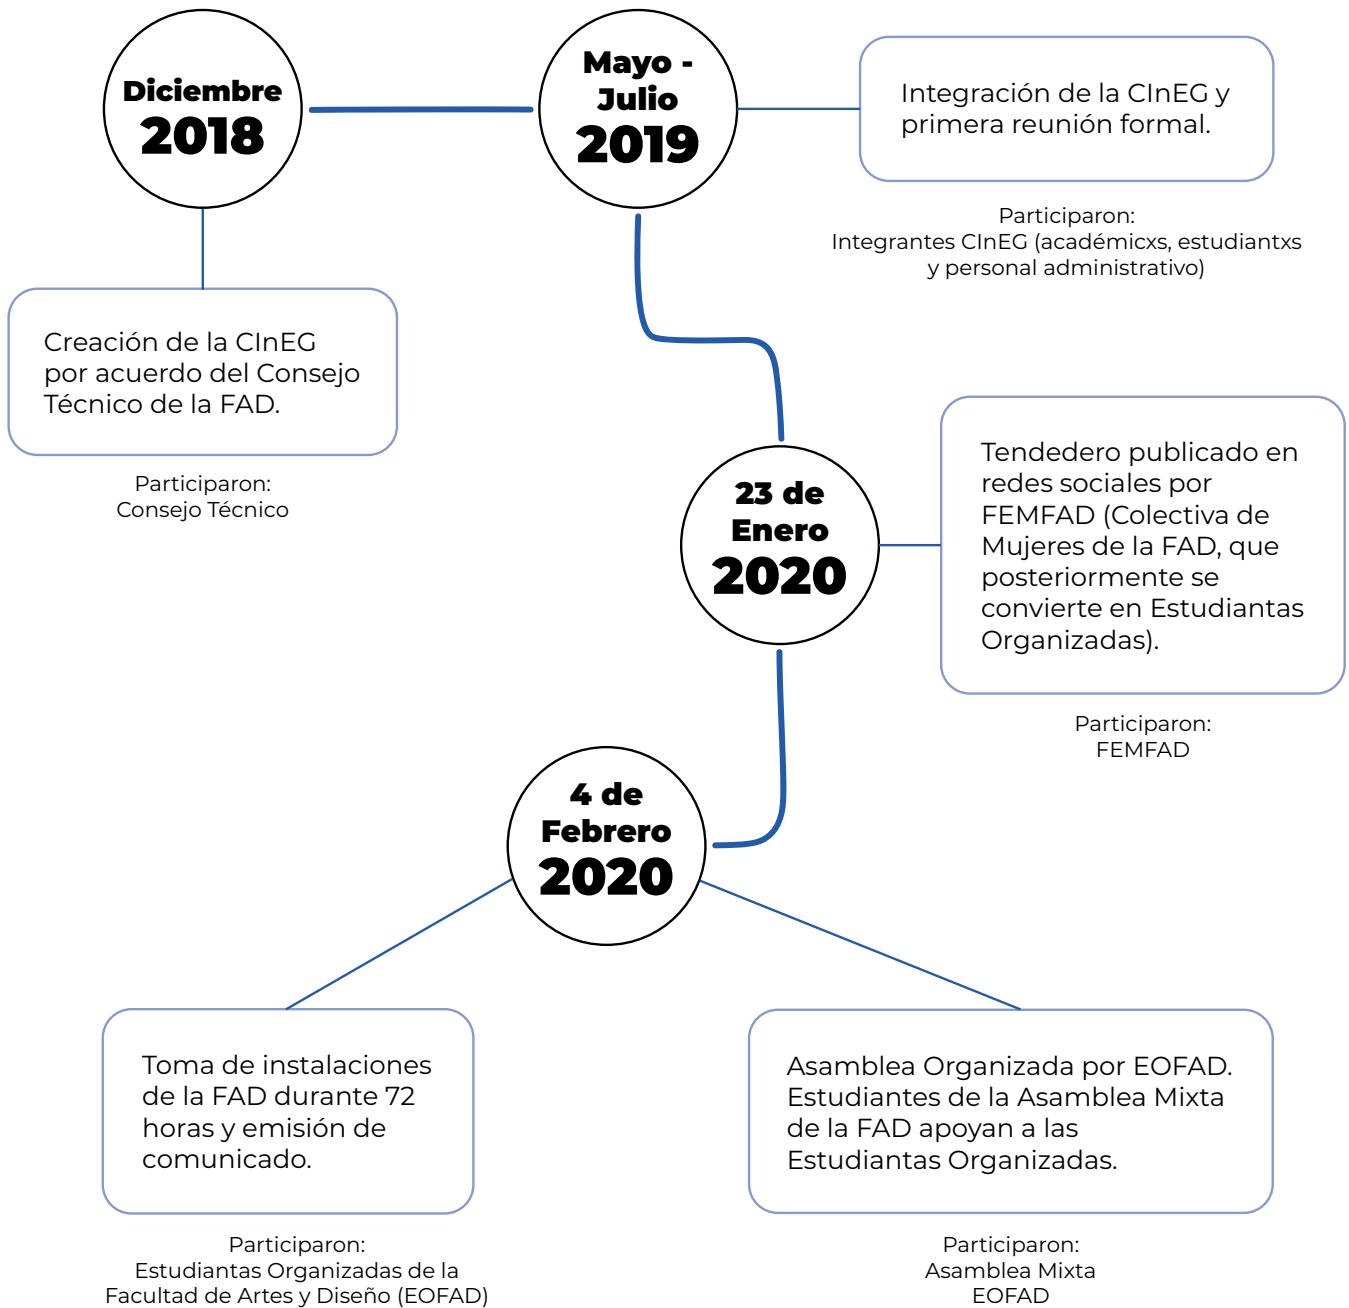 Diciembre
2018
Creación de la CInEG
por acuerdo del Consejo
Técnico de la FAD.
Participaron:
Consejo Técnico
Mayo -
Julio
2019
Integración de la CInEG y
primera reunión formal.
Participaron:
Integrantes CInEG (académicxs, estudiantxs
y personal administrativo)
23 de
Enero
2020
Tendedero publicado en
redes sociales por
FEMFAD (Colectiva de
Mujeres de la FAD, que
posteriormente se
convierte en Estudiantas
Organizadas).
Participaron:
FEMFAD
4 de
Febrero
2020
Toma de instalaciones
de la FAD durante 72
horas y emisión de
comunicado.
Participaron:
Estudiantas Organizadas de la
Facultad de Artes y Diseño (EOFAD)
Asamblea Organizada por EOFAD.
Estudiantes de la Asamblea Mixta
de la FAD apoyan a las
Estudiantas Organizadas.
Participaron:
Asamblea Mixta
EOFAD